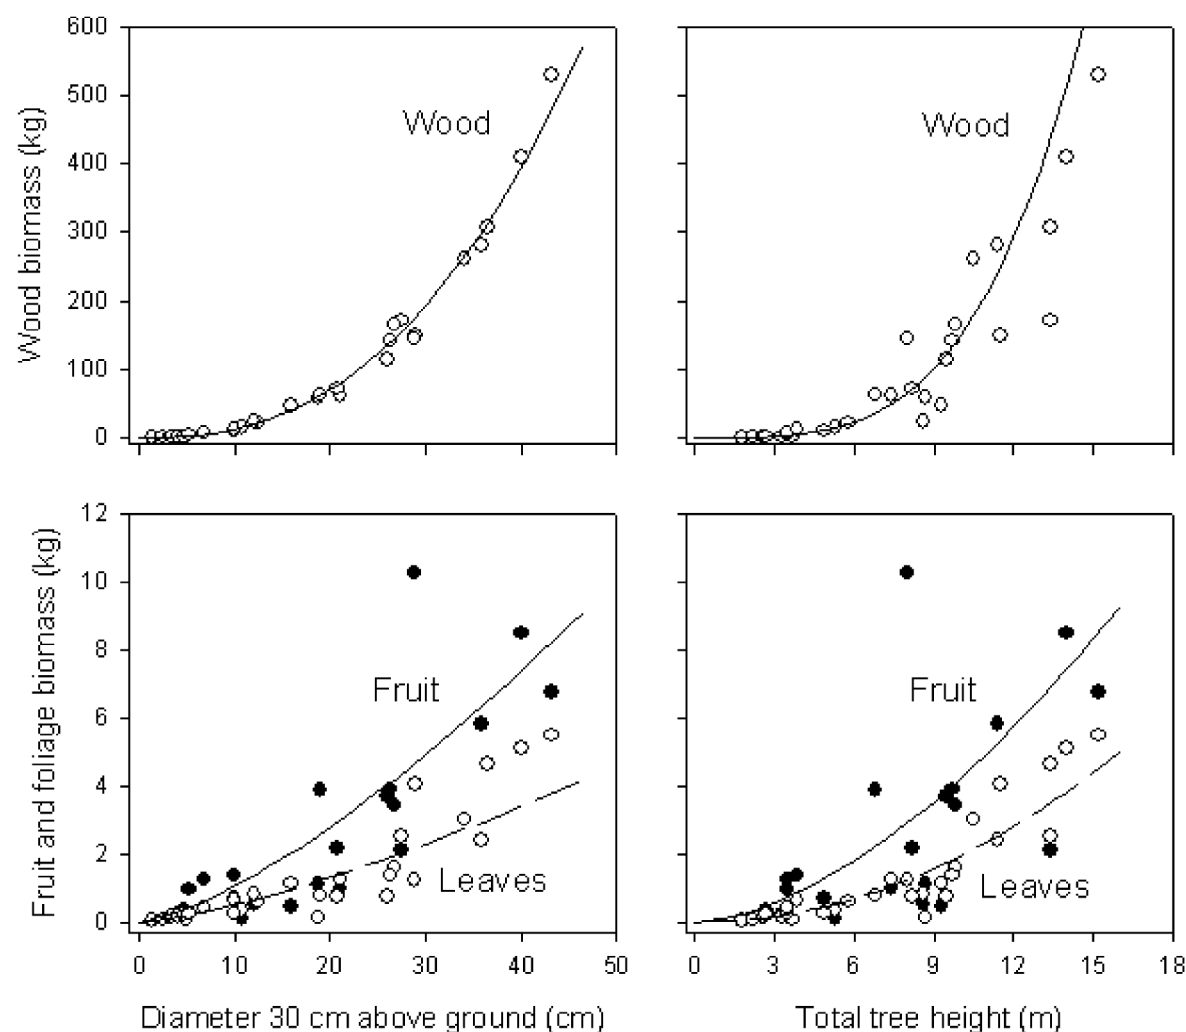 600
500
400
300
200
100
0
Wood biomass (kg)
Wood
Wood
12
10
8
6
4
2
0
Fruit and foliage biomass (kg)
Fruit
Leaves
Fruit
Leaves
0 10 20 30 40 50
0 3 6 9 12 15 18
Diameter 30 cm above ground (cm)
Total tree height (m)